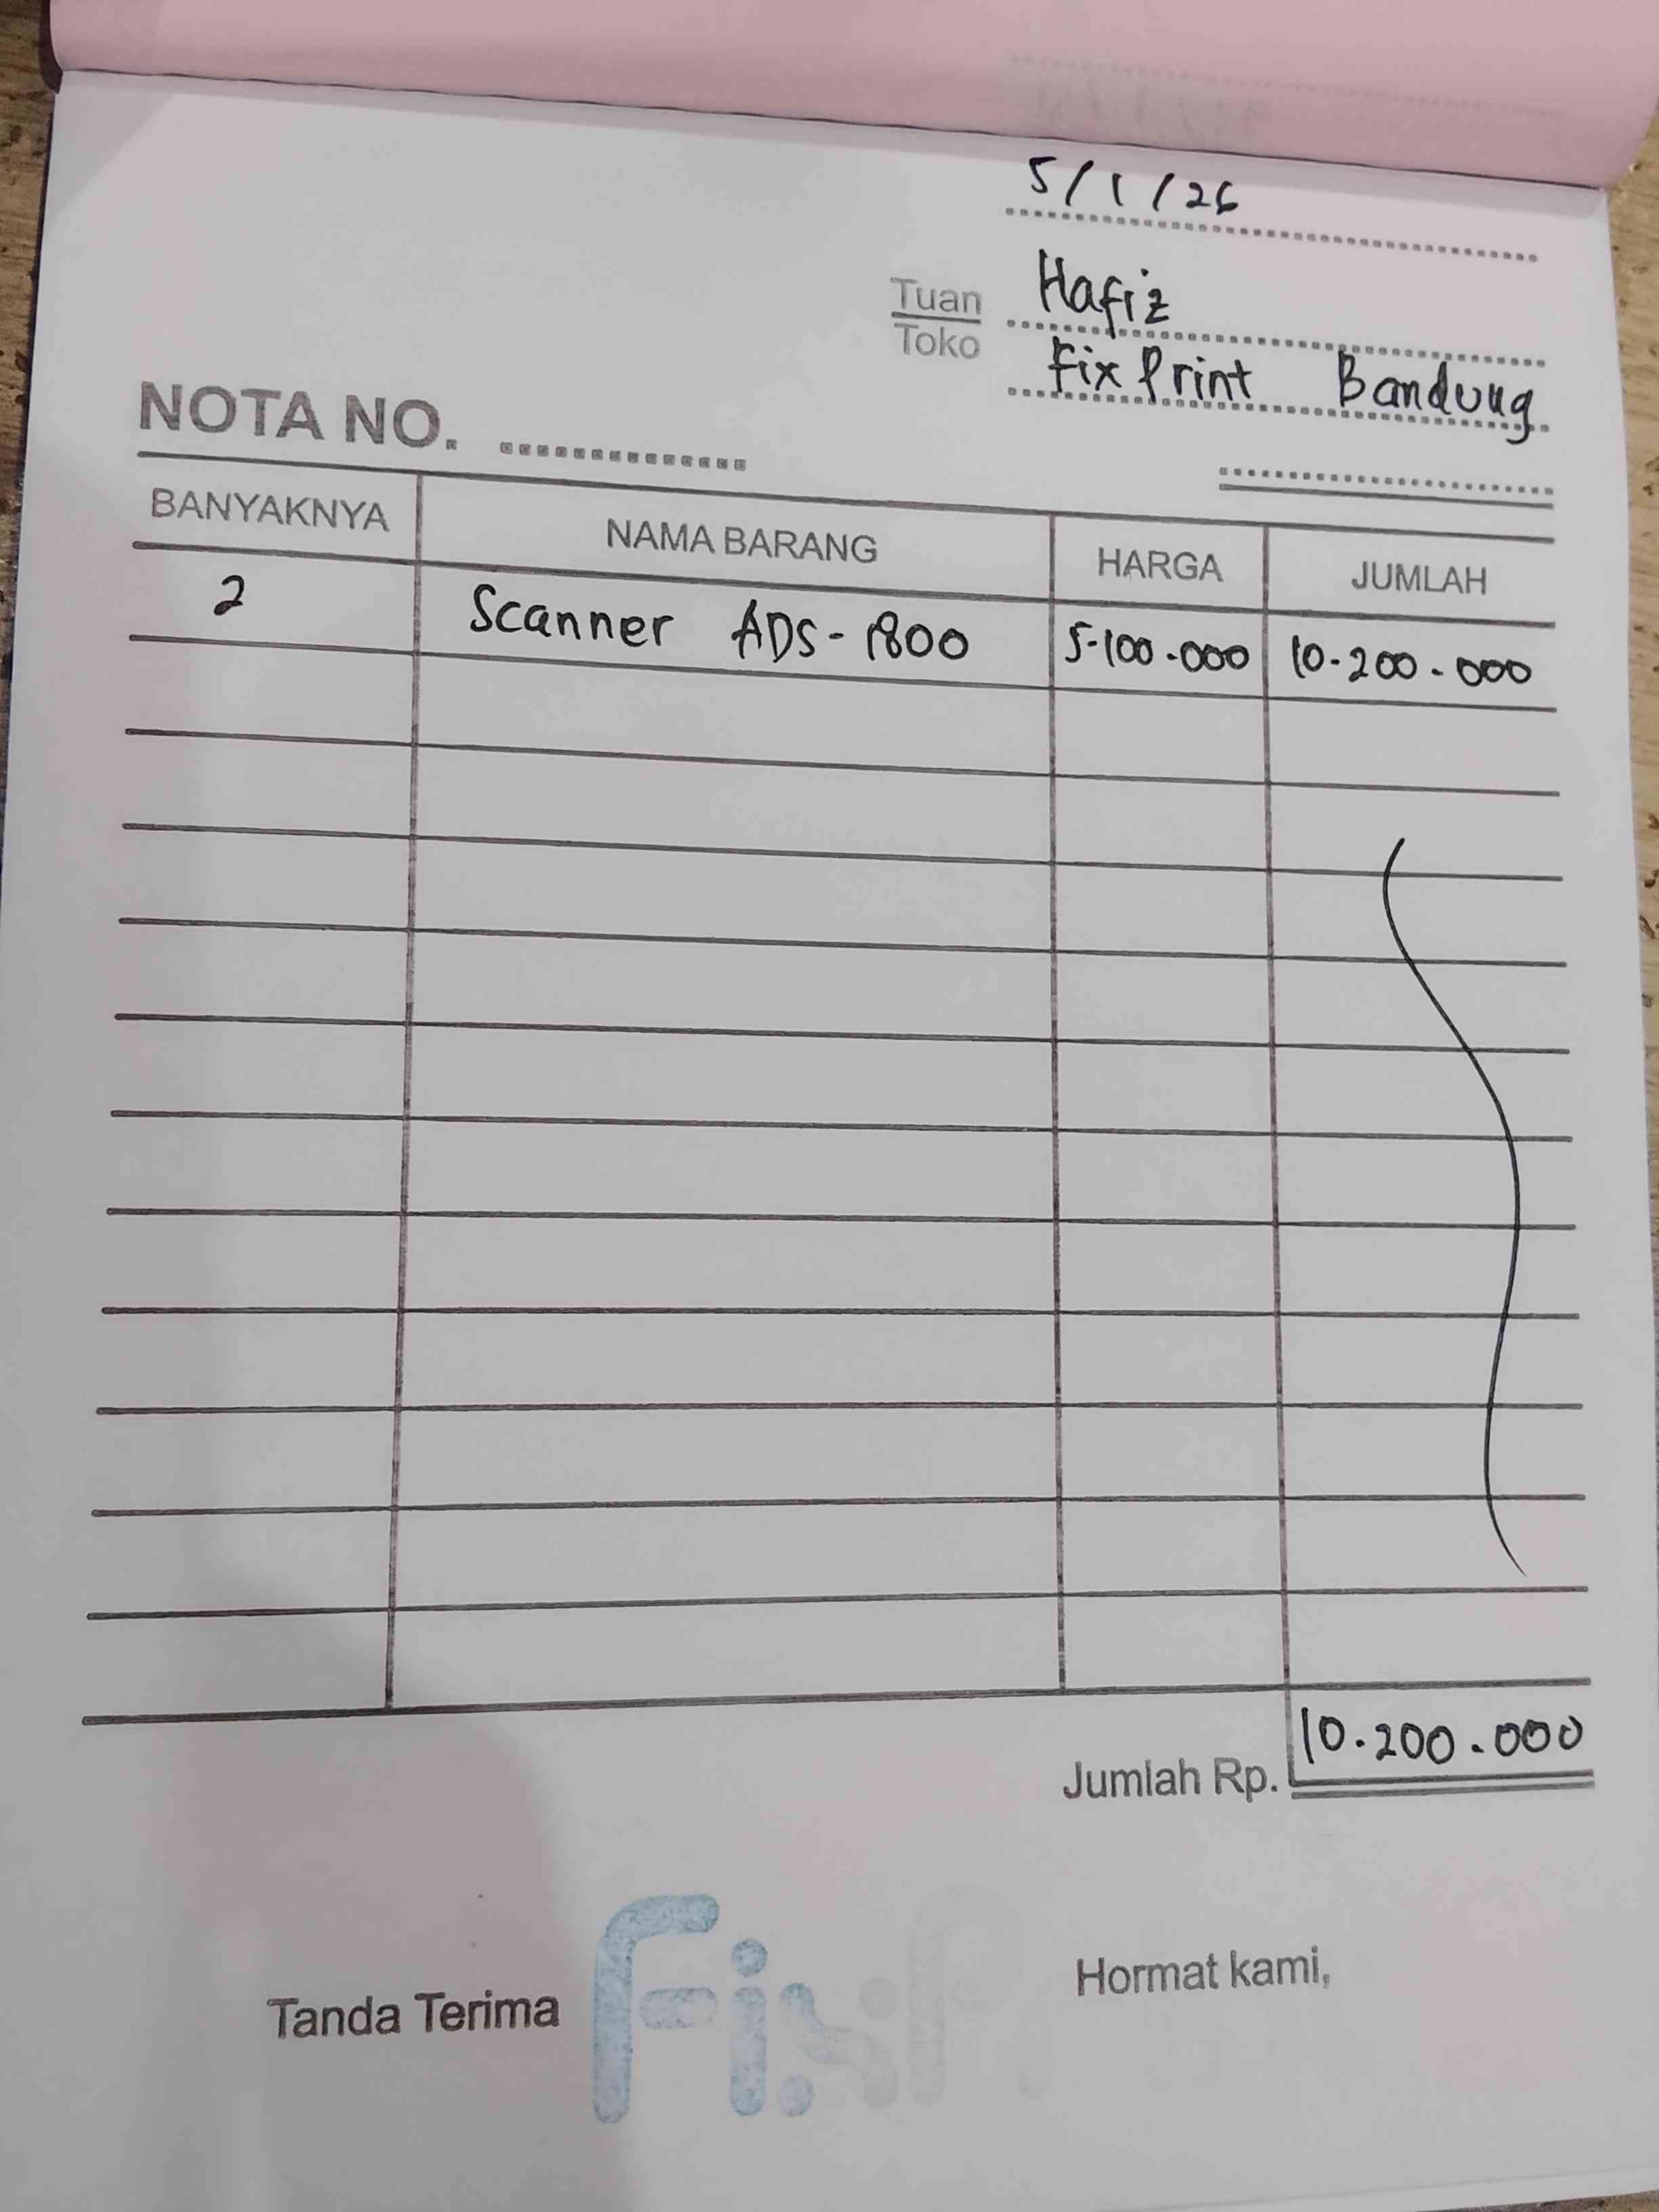 5/1/26
Tuan Hafiz
Toko Fix Print Bandung
NOTA NO.
BANYAKNYA NAMA BARANG HARGA JUMLAH
2 Scanner ADS-1800 5.100.000 10.200.000
Jumlah Rp. 10.200.000
Tanda Terima Hormat kami,
Fix